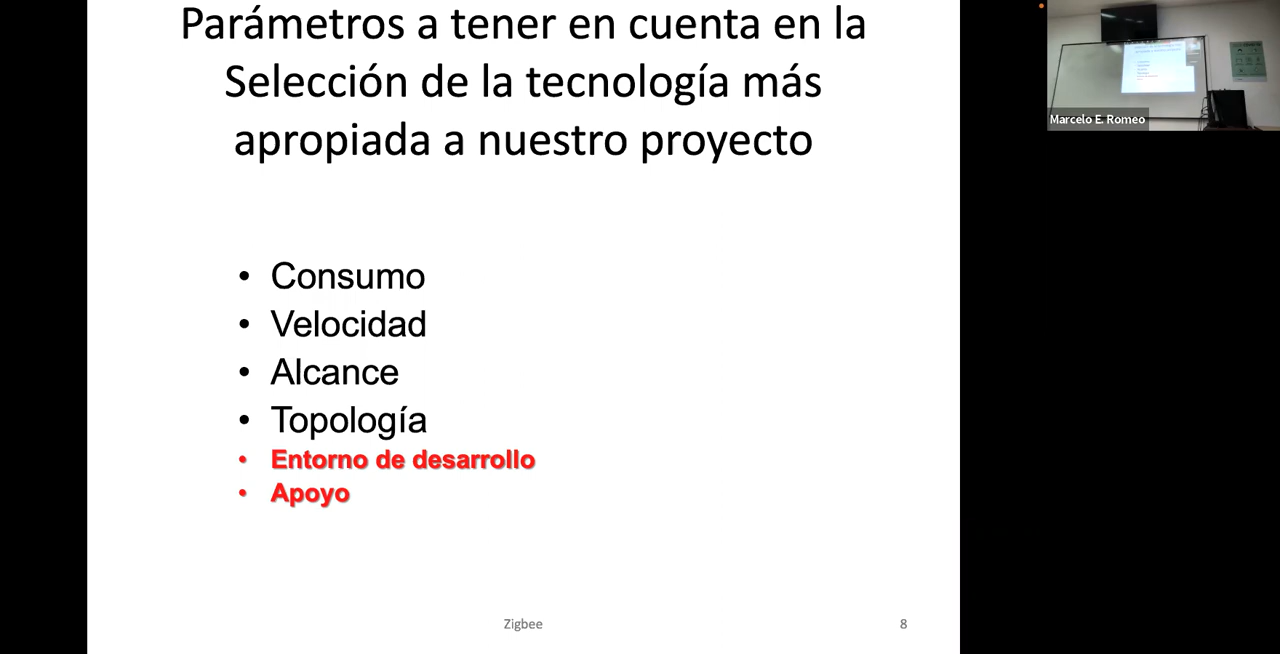 Parámetros a tener en cuenta en la
Selección de la tecnología más
apropiada a nuestro proyecto
Marcelo E. Romeo
• Consumo
• Velocidad
• Alcance
• Topología
• Entorno de desarrollo
• Apoyo
Zigbee
8